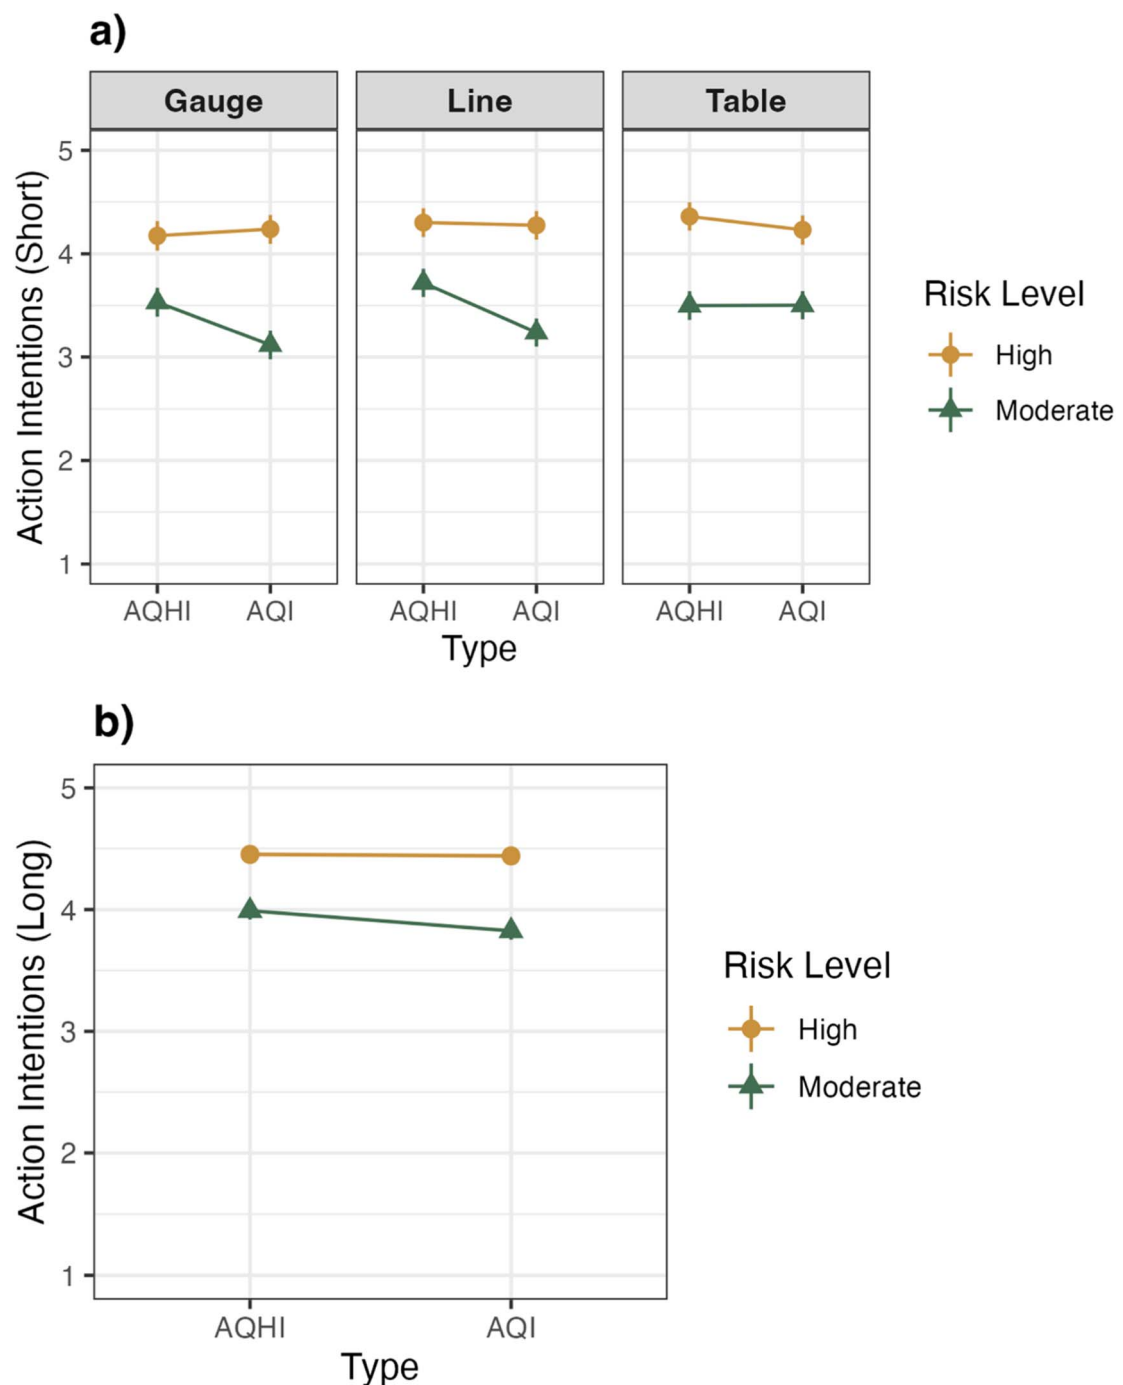 a)
Gauge Line Table
Action Intentions (Short)
5
4
3
2
1
AQHI AQI AQHI AQI AQHI AQI
Type
Risk Level
High
Moderate
b)
Action Intentions (Long)
5
4
3
2
1
AQHI AQI
Type
Risk Level
High
Moderate